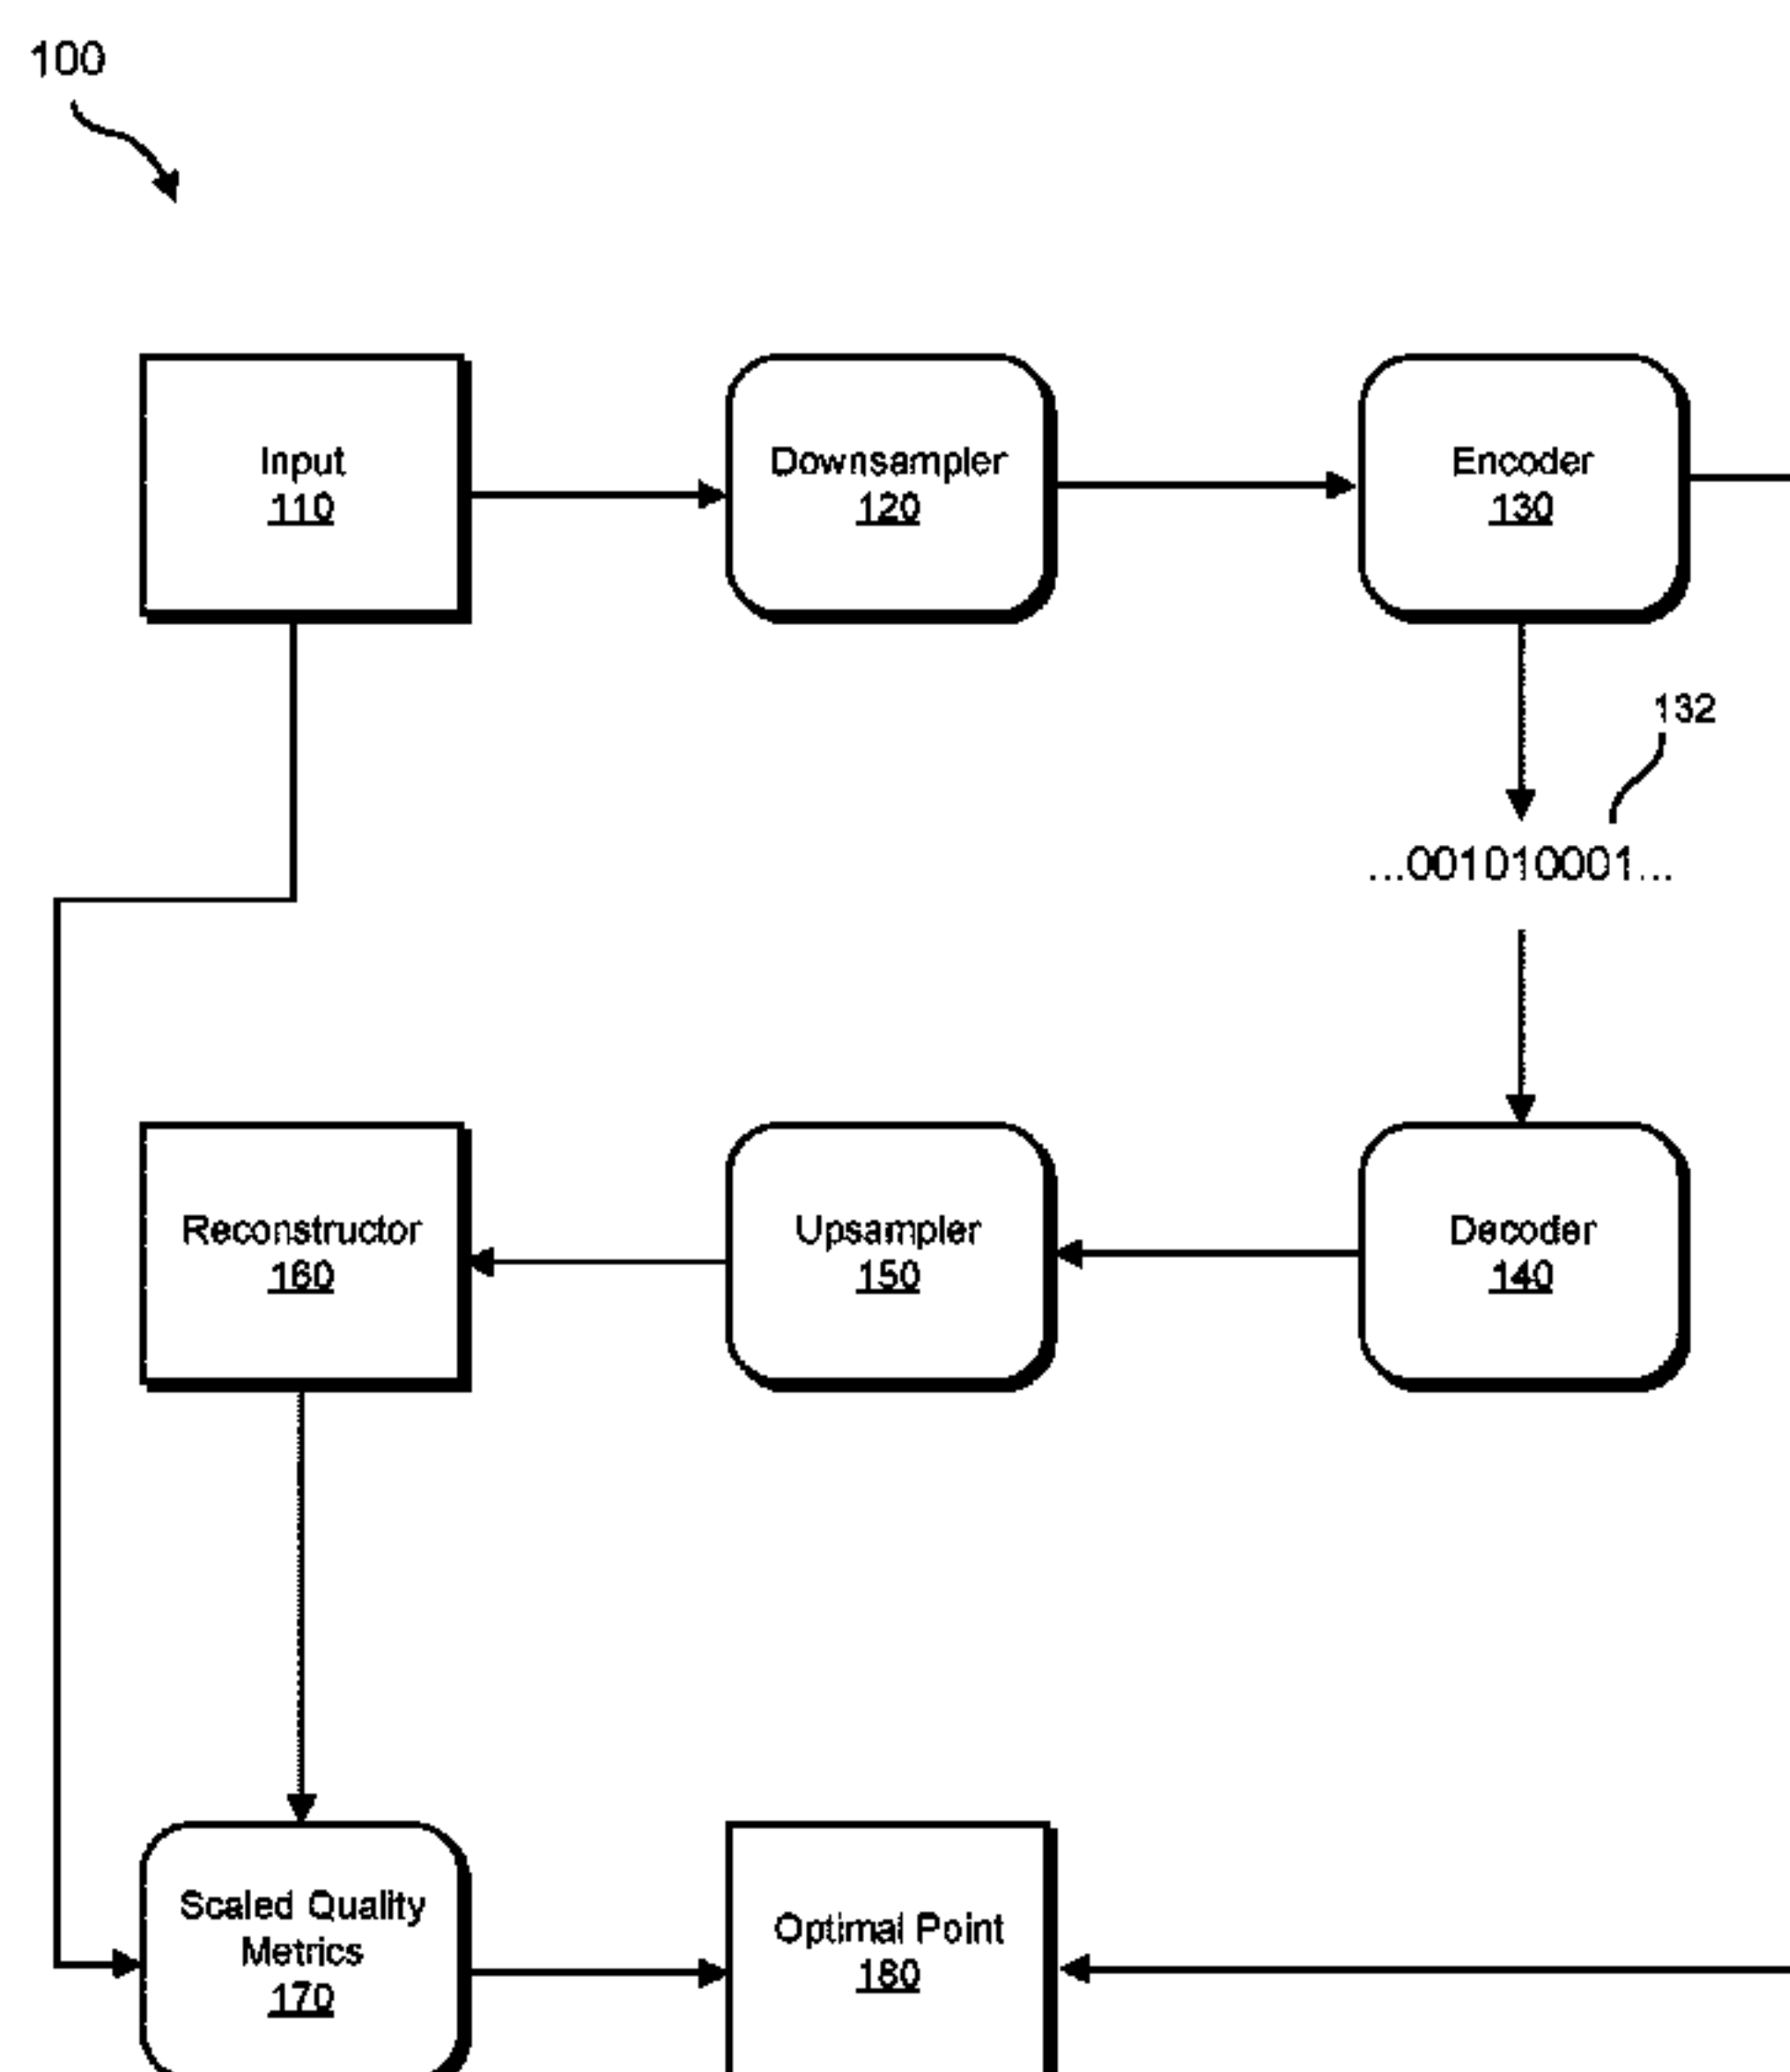 100
Input
110
Downsampler
120
Encoder
130
132
...001010001...
Reconstructor
160
Upsampler
150
Decoder
140
Scaled Quality
Metrics
170
Optimal Point
180